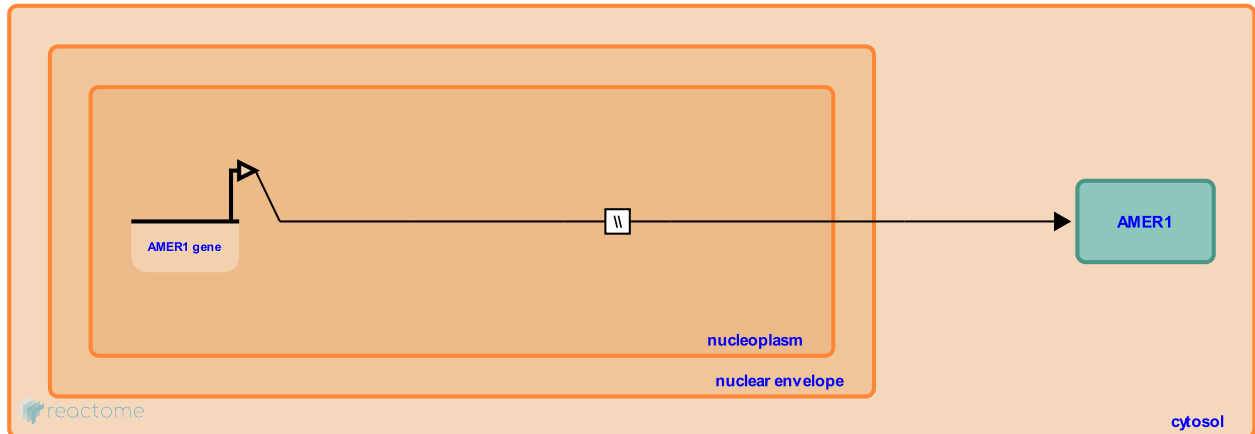 AMER1
AMER1 gene
\\
nucleoplasm
nuclear envelope
reactome
cytosol